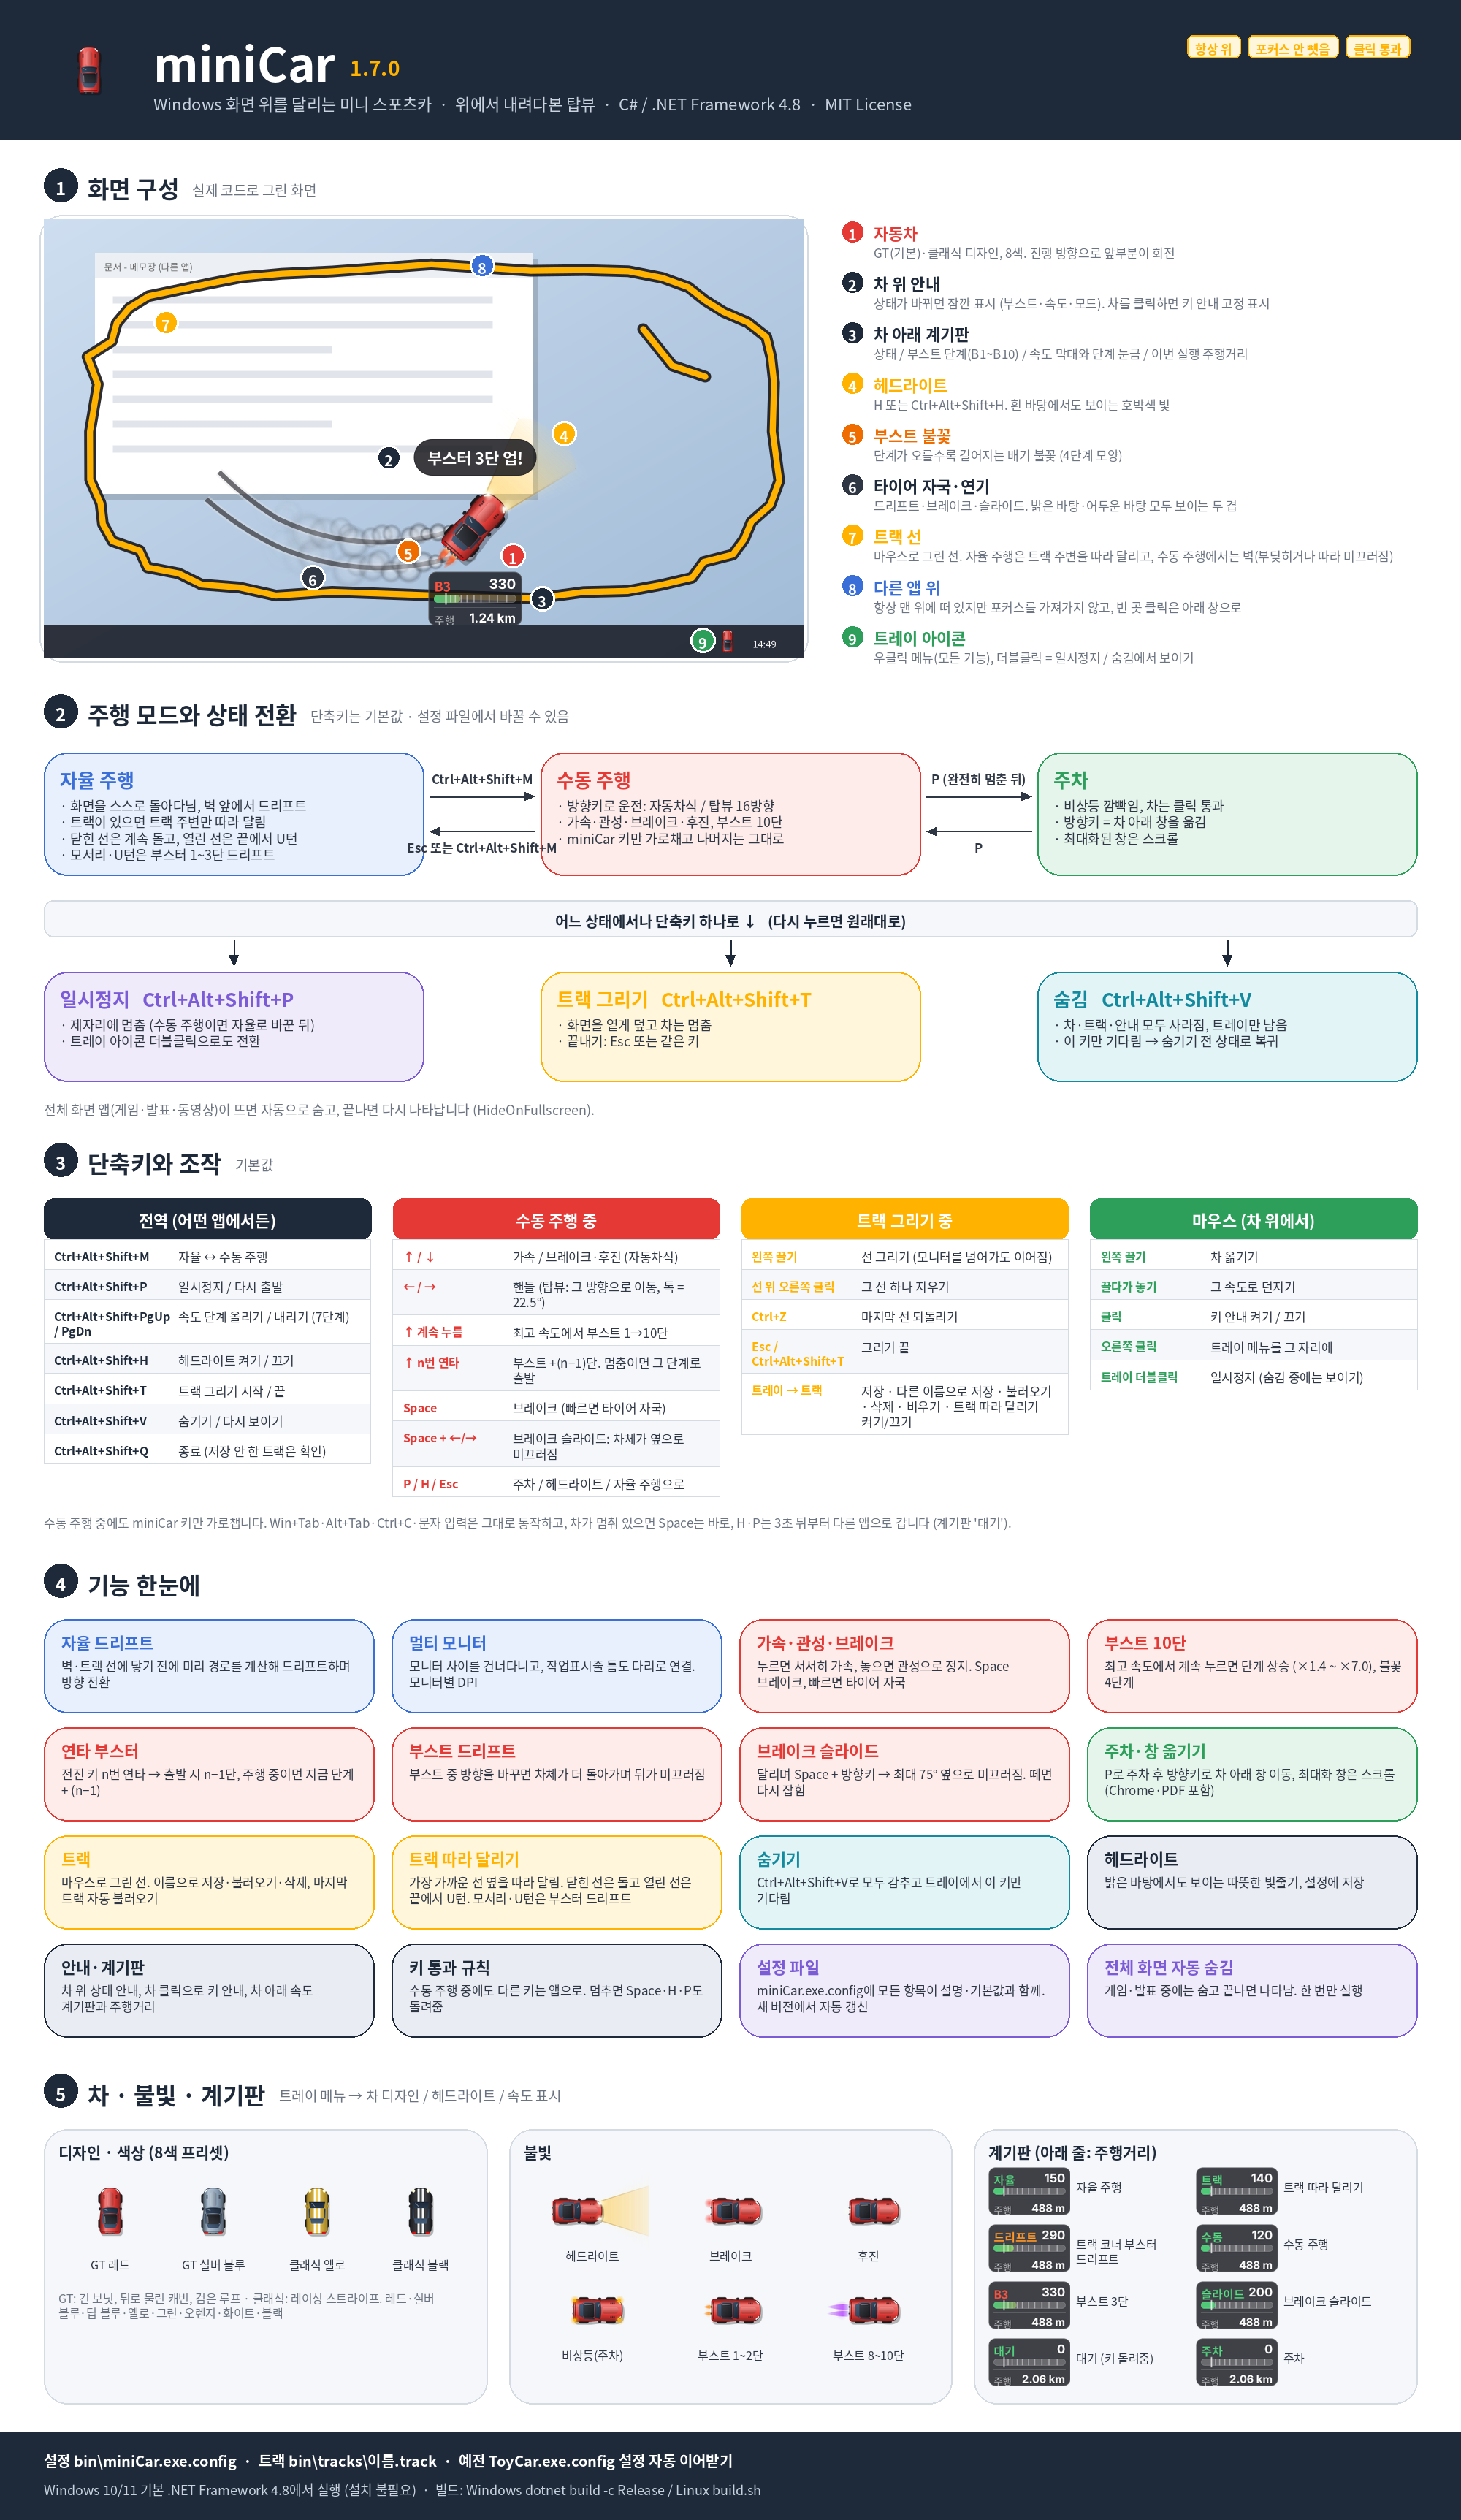 miniCar 1.7.0
항상 위 포커스 안 뺏음 클릭 통과
Windows 화면 위를 달리는 미니 스포츠카 · 위에서 내려다본 탑뷰 · C# / .NET Framework 4.8 · MIT License
1 화면 구성 실제 코드로 그린 화면
문서 - 메모장 (다른 앱)
8
7
4
2 부스터 3단 업!
5
1
6
B3 330
3
주행 1.24 km
9 14:49
1 자동차
GT(기본)·클래식 디자인, 8색. 진행 방향으로 앞부분이 회전
2 차 위 안내
상태가 바뀌면 잠깐 표시 (부스트·속도·모드). 차를 클릭하면 키 안내 고정 표시
3 차 아래 계기판
상태 / 부스트 단계(B1~B10) / 속도 막대와 단계 눈금 / 이번 실행 주행거리
4 헤드라이트
H 또는 Ctrl+Alt+Shift+H. 흰 바탕에서도 보이는 호박색 빛
5 부스트 불꽃
단계가 오를수록 길어지는 배기 불꽃 (4단계 모양)
6 타이어 자국·연기
드리프트·브레이크·슬라이드. 밝은 바탕·어두운 바탕 모두 보이는 두 겹
7 트랙 선
마우스로 그린 선. 자율 주행은 트랙 주변을 따라 달리고, 수동 주행에서는 벽(부딪히거나 따라 미끄러짐)
8 다른 앱 위
항상 맨 위에 떠 있지만 포커스를 가져가지 않고, 빈 곳 클릭은 아래 창으로
9 트레이 아이콘
우클릭 메뉴(모든 기능), 더블클릭 = 일시정지 / 숨김에서 보이기
2 주행 모드와 상태 전환 단축키는 기본값 · 설정 파일에서 바꿀 수 있음
자율 주행
· 화면을 스스로 돌아다님, 벽 앞에서 드리프트
· 트랙이 있으면 트랙 주변만 따라 달림
· 닫힌 선은 계속 돌고, 열린 선은 끝에서 U턴
· 모서리·U턴은 부스터 1~3단 드리프트
Ctrl+Alt+Shift+M
Esc 또는 Ctrl+Alt+Shift+M
수동 주행
· 방향키로 운전: 자동차식 / 탑뷰 16방향
· 가속·관성·브레이크·후진, 부스트 10단
· miniCar 키만 가로채고 나머지는 그대로
P (완전히 멈춘 뒤)
P
주차
· 비상등 깜빡임, 차는 클릭 통과
· 방향키 = 차 아래 창을 옮김
· 최대화된 창은 스크롤
어느 상태에서나 단축키 하나로 ↓ (다시 누르면 원래대로)
일시정지 Ctrl+Alt+Shift+P
· 제자리에 멈춤 (수동 주행이면 자율로 바꾼 뒤)
· 트레이 아이콘 더블클릭으로도 전환
트랙 그리기 Ctrl+Alt+Shift+T
· 화면을 옅게 덮고 차는 멈춤
· 끝내기: Esc 또는 같은 키
숨김 Ctrl+Alt+Shift+V
· 차·트랙·안내 모두 사라짐, 트레이만 남음
· 이 키만 기다림 → 숨기기 전 상태로 복귀
전체 화면 앱(게임·발표·동영상)이 뜨면 자동으로 숨고, 끝나면 다시 나타납니다 (HideOnFullscreen).
3 단축키와 조작 기본값
전역 (어떤 앱에서든)
Ctrl+Alt+Shift+M 자율 ↔ 수동 주행
Ctrl+Alt+Shift+P 일시정지 / 다시 출발
Ctrl+Alt+Shift+PgUp 속도 단계 올리기 / 내리기 (7단계)
/ PgDn
Ctrl+Alt+Shift+H 헤드라이트 켜기 / 끄기
Ctrl+Alt+Shift+T 트랙 그리기 시작 / 끝
Ctrl+Alt+Shift+V 숨기기 / 다시 보이기
Ctrl+Alt+Shift+Q 종료 (저장 안 한 트랙은 확인)
수동 주행 중
↑ / ↓ 가속 / 브레이크·후진 (자동차식)
← / → 핸들 (탑뷰: 그 방향으로 이동, 톡 =
22.5°)
↑ 계속 누름 최고 속도에서 부스트 1→10단
↑ n번 연타 부스트 +(n−1)단. 멈춤이면 그 단계로
출발
Space 브레이크 (빠르면 타이어 자국)
Space + ←/→ 브레이크 슬라이드: 차체가 옆으로
미끄러짐
P / H / Esc 주차 / 헤드라이트 / 자율 주행으로
트랙 그리기 중
왼쪽 끌기 선 그리기 (모니터를 넘어가도 이어짐)
선 위 오른쪽 클릭 그 선 하나 지우기
Ctrl+Z 마지막 선 되돌리기
Esc / 그리기 끝
Ctrl+Alt+Shift+T
트레이 → 트랙 저장 · 다른 이름으로 저장 · 불러오기
· 삭제 · 비우기 · 트랙 따라 달리기
켜기/끄기
마우스 (차 위에서)
왼쪽 끌기 차 옮기기
끌다가 놓기 그 속도로 던지기
클릭 키 안내 켜기 / 끄기
오른쪽 클릭 트레이 메뉴를 그 자리에
트레이 더블클릭 일시정지 (숨김 중에는 보이기)
수동 주행 중에도 miniCar 키만 가로챕니다. Win+Tab·Alt+Tab·Ctrl+C·문자 입력은 그대로 동작하고, 차가 멈춰 있으면 Space는 바로, H·P는 3초 뒤부터 다른 앱으로 갑니다 (계기판 '대기').
4 기능 한눈에
자율 드리프트
벽·트랙 선에 닿기 전에 미리 경로를 계산해 드리프트하며
방향 전환
멀티 모니터
모니터 사이를 건너다니고, 작업표시줄 틈도 다리로 연결.
모니터별 DPI
가속·관성·브레이크
누르면 서서히 가속, 놓으면 관성으로 정지. Space
브레이크, 빠르면 타이어 자국
부스트 10단
최고 속도에서 계속 누르면 단계 상승 (×1.4 ~ ×7.0), 불꽃
4단계
연타 부스터
전진 키 n번 연타 → 출발 시 n−1단, 주행 중이면 지금 단계
+ (n−1)
부스트 드리프트
부스트 중 방향을 바꾸면 차체가 더 돌아가며 뒤가 미끄러짐
브레이크 슬라이드
달리며 Space + 방향키 → 최대 75° 옆으로 미끄러짐. 떼면
다시 잡힘
주차·창 옮기기
P로 주차 후 방향키로 차 아래 창 이동, 최대화 창은 스크롤
(Chrome·PDF 포함)
트랙
마우스로 그린 선. 이름으로 저장·불러오기·삭제, 마지막
트랙 자동 불러오기
트랙 따라 달리기
가장 가까운 선 옆을 따라 달림. 닫힌 선은 돌고 열린 선은
끝에서 U턴. 모서리·U턴은 부스터 드리프트
숨기기
Ctrl+Alt+Shift+V로 모두 감추고 트레이에서 이 키만
기다림
헤드라이트
밝은 바탕에서도 보이는 따뜻한 빛줄기, 설정에 저장
안내·계기판
차 위 상태 안내, 차 클릭으로 키 안내, 차 아래 속도
계기판과 주행거리
키 통과 규칙
수동 주행 중에도 다른 키는 앱으로. 멈추면 Space·H·P도
돌려줌
설정 파일
miniCar.exe.config에 모든 항목이 설명·기본값과 함께.
새 버전에서 자동 갱신
전체 화면 자동 숨김
게임·발표 중에는 숨고 끝나면 나타남. 한 번만 실행
5 차 · 불빛 · 계기판 트레이 메뉴 → 차 디자인 / 헤드라이트 / 속도 표시
디자인 · 색상 (8색 프리셋)
GT 레드 GT 실버 블루 클래식 옐로 클래식 블랙
GT: 긴 보닛, 뒤로 물린 캐빈, 검은 루프 · 클래식: 레이싱 스트라이프. 레드·실버
블루·딥 블루·옐로·그린·오렌지·화이트·블랙
불빛
헤드라이트 브레이크 후진
비상등(주차) 부스트 1~2단 부스트 8~10단
계기판 (아래 줄: 주행거리)
자율 150
주행 488 m
자율 주행
트랙 140
주행 488 m
트랙 따라 달리기
드리프트 290
주행 488 m
트랙 코너 부스터
드리프트
수동 120
주행 488 m
수동 주행
B3 330
주행 488 m
부스트 3단
슬라이드 200
주행 488 m
브레이크 슬라이드
대기 0
주행 2.06 km
대기 (키 돌려줌)
주차 0
주행 2.06 km
주차
설정 bin\miniCar.exe.config · 트랙 bin\tracks\이름.track · 예전 ToyCar.exe.config 설정 자동 이어받기
Windows 10/11 기본 .NET Framework 4.8에서 실행 (설치 불필요) · 빌드: Windows dotnet build -c Release / Linux build.sh